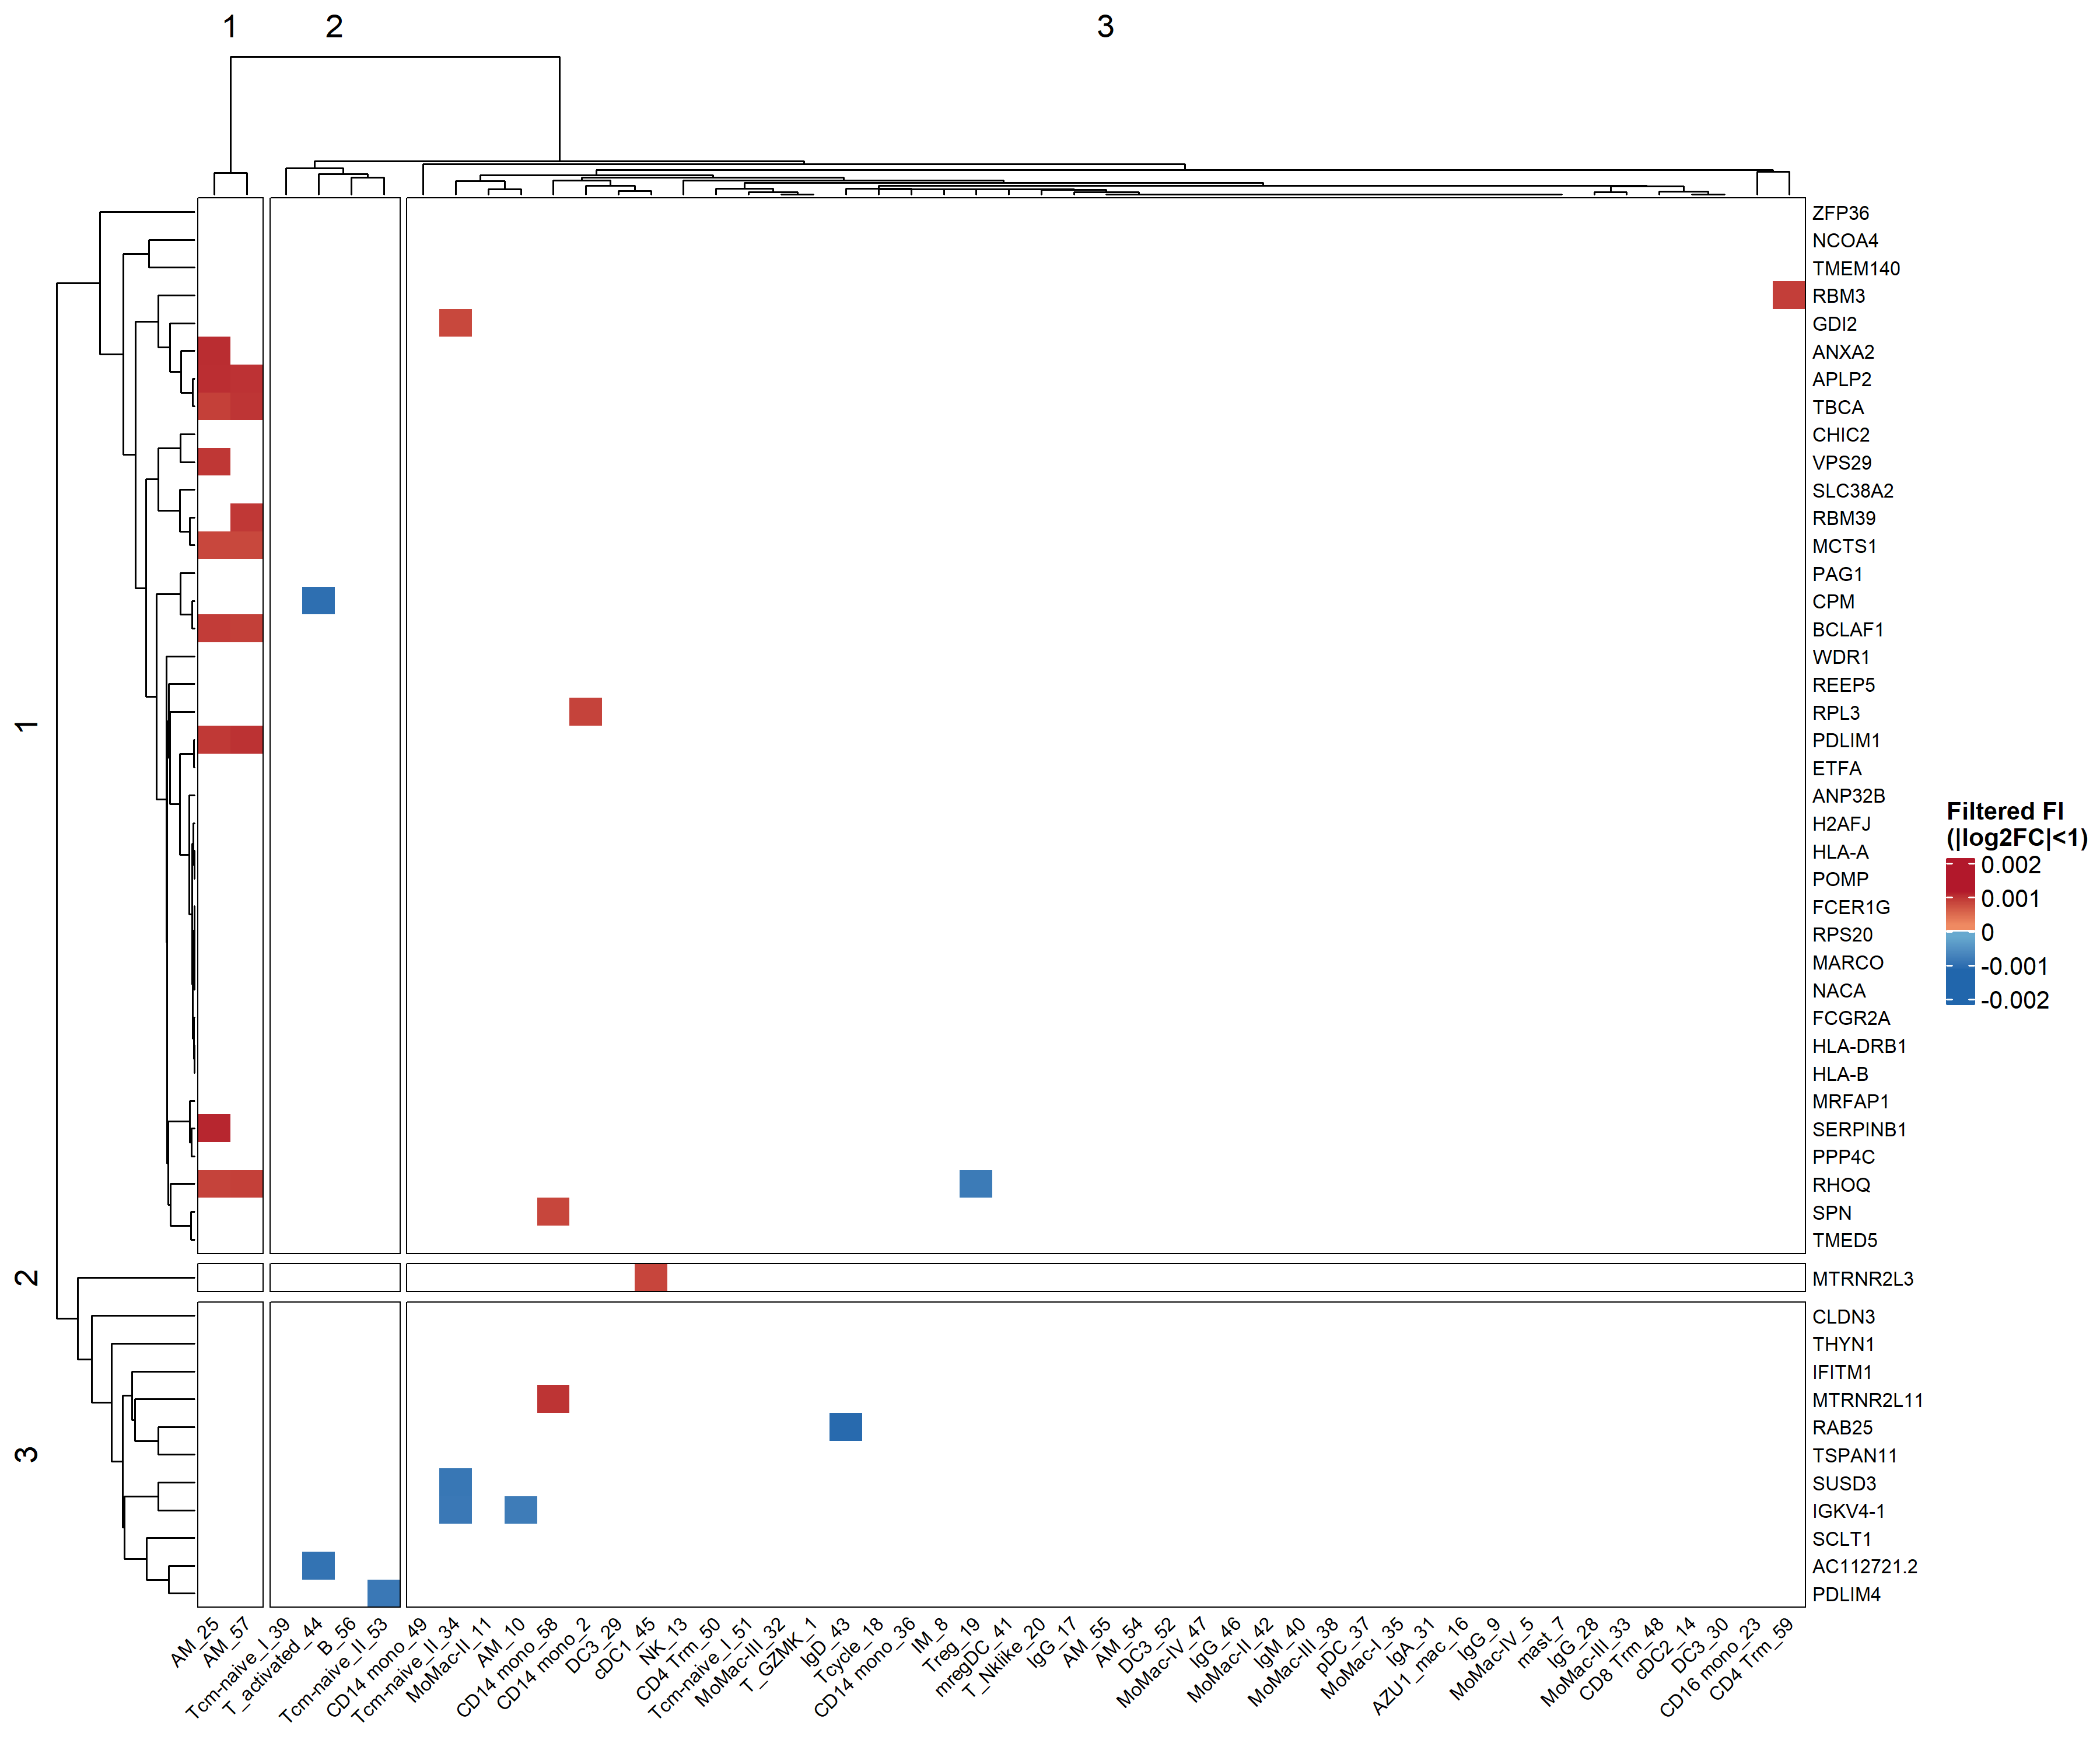 1
2
3
ZFP36
NCOA4
TMEM140
RBM3
GDI2
ANXA2
APLP2
TBCA
CHIC2
VPS29
SLC38A2
RBM39
MCTS1
PAG1
CPM
BCLAF1
WDR1
REEP5
RPL3
PDLIM1
ETFA
ANP32B
H2AFJ
HLA-A
POMP
FCER1G
RPS20
MARCO
NACA
FCGR2A
HLA-DRB1
HLA-B
MRFAP1
SERPINB1
PPP4C
RHOQ
SPN
TMED5
MTRNR2L3
CLDN3
THYN1
IFITM1
MTRNR2L11
RAB25
TSPAN11
SUSD3
IGKV4-1
SCLT1
AC112721.2
PDLIM4
1
2
3
Filtered FI
(|log2FC|<1)
0.002
0.001
0
-0.001
-0.002
AM_25
AM_57
Tcm-naive_I_39
T_activated_44
B_56
Tcm-naive_II_53
CD14 mono_49
Tcm-naive_II_34
MoMac-II_11
AM_10
CD14 mono_58
CD14 mono_2
DC3_29
cDC1_45
NK_13
CD4 Trm_50
Tcm-naive_I_51
MoMac-III_32
T_GZMK_1
IgD_43
Tcycle_18
CD14 mono_36
IM_8
Treg_19
mregDC_41
T_Nklike_20
IgG_17
AM_55
AM_54
DC3_52
MoMac-IV_47
IgG_46
MoMac-II_42
IgM_40
MoMac-III_38
pDC_37
MoMac-I_35
IgA_31
AZU1_mac_16
IgG_9
MoMac-IV_5
mast_7
IgG_28
MoMac-III_33
CD8 Trm_48
cDC2_14
DC3_30
CD16 mono_23
CD4 Trm_59